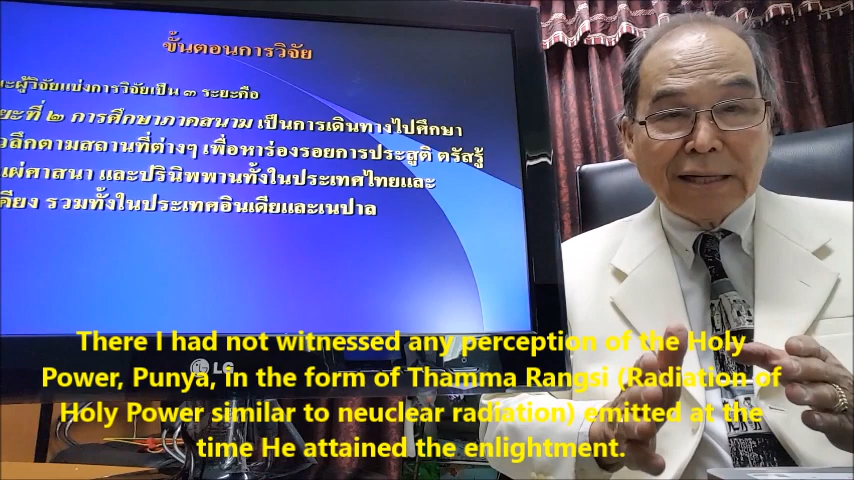 ขั้นตอนการวิจัย
ะผู้วิจัยแบ่งการวิจัยเป็น ๓ ระยะคือ
ยะที่ ๒ การศึกษาภาคสนาม เป็นการเดินทางไปศึกษา
วลึกตามสถานที่ต่างๆ เพื่อหาร่องรอยการประสูติ ตรัสรู้
แผ่ศาสนา และปรินิพพานทั้งในประเทศไทยและ
คียง รวมทั้งในประเทศอินเดียและเนปาล
LG
There I had not witnessed any perception of the Holy
Power, Punya, in the form of Thamma Rangsi (Radiation of
Holy Power similar to neuclear radiation) emitted at the
time He attained the enlightment.